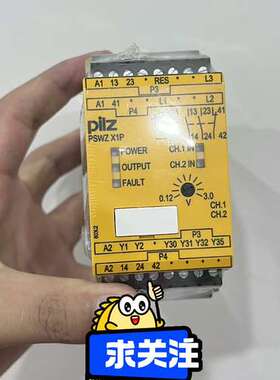 A1 13 23 RES L3
P3
A1 41 L1 L2
P4
13 23 41
14 24 42
pilz
PSWZ X1P
POWER CH.1 IN
OUTPUT CH.2 IN
FAULT
0.12 V 3.0
CH.1
CH.2
P3
A2 Y1 Y2 Y30 Y31 Y32 Y35
P4
A2 14 24 42
求关注